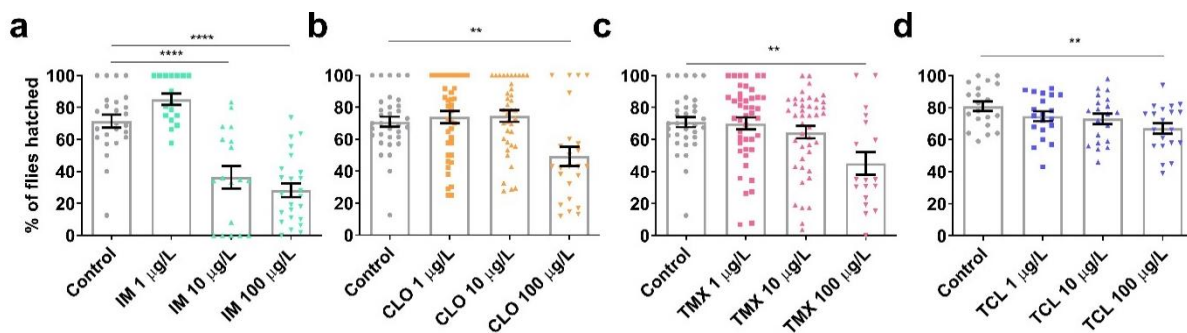 a
****
****
% of flies hatched
100
80
60
40
20
0
Control
IM 1 µg/L
IM 10 µg/L
IM 100 µg/L
b
**
100
80
60
40
20
0
Control
CLO 1 µg/L
CLO 10 µg/L
CLO 100 µg/L
c
**
100
80
60
40
20
0
Control
TMX 1 µg/L
TMX 10 µg/L
TMX 100 µg/L
d
**
100
80
60
40
20
0
Control
TCL 1 µg/L
TCL 10 µg/L
TCL 100 µg/L